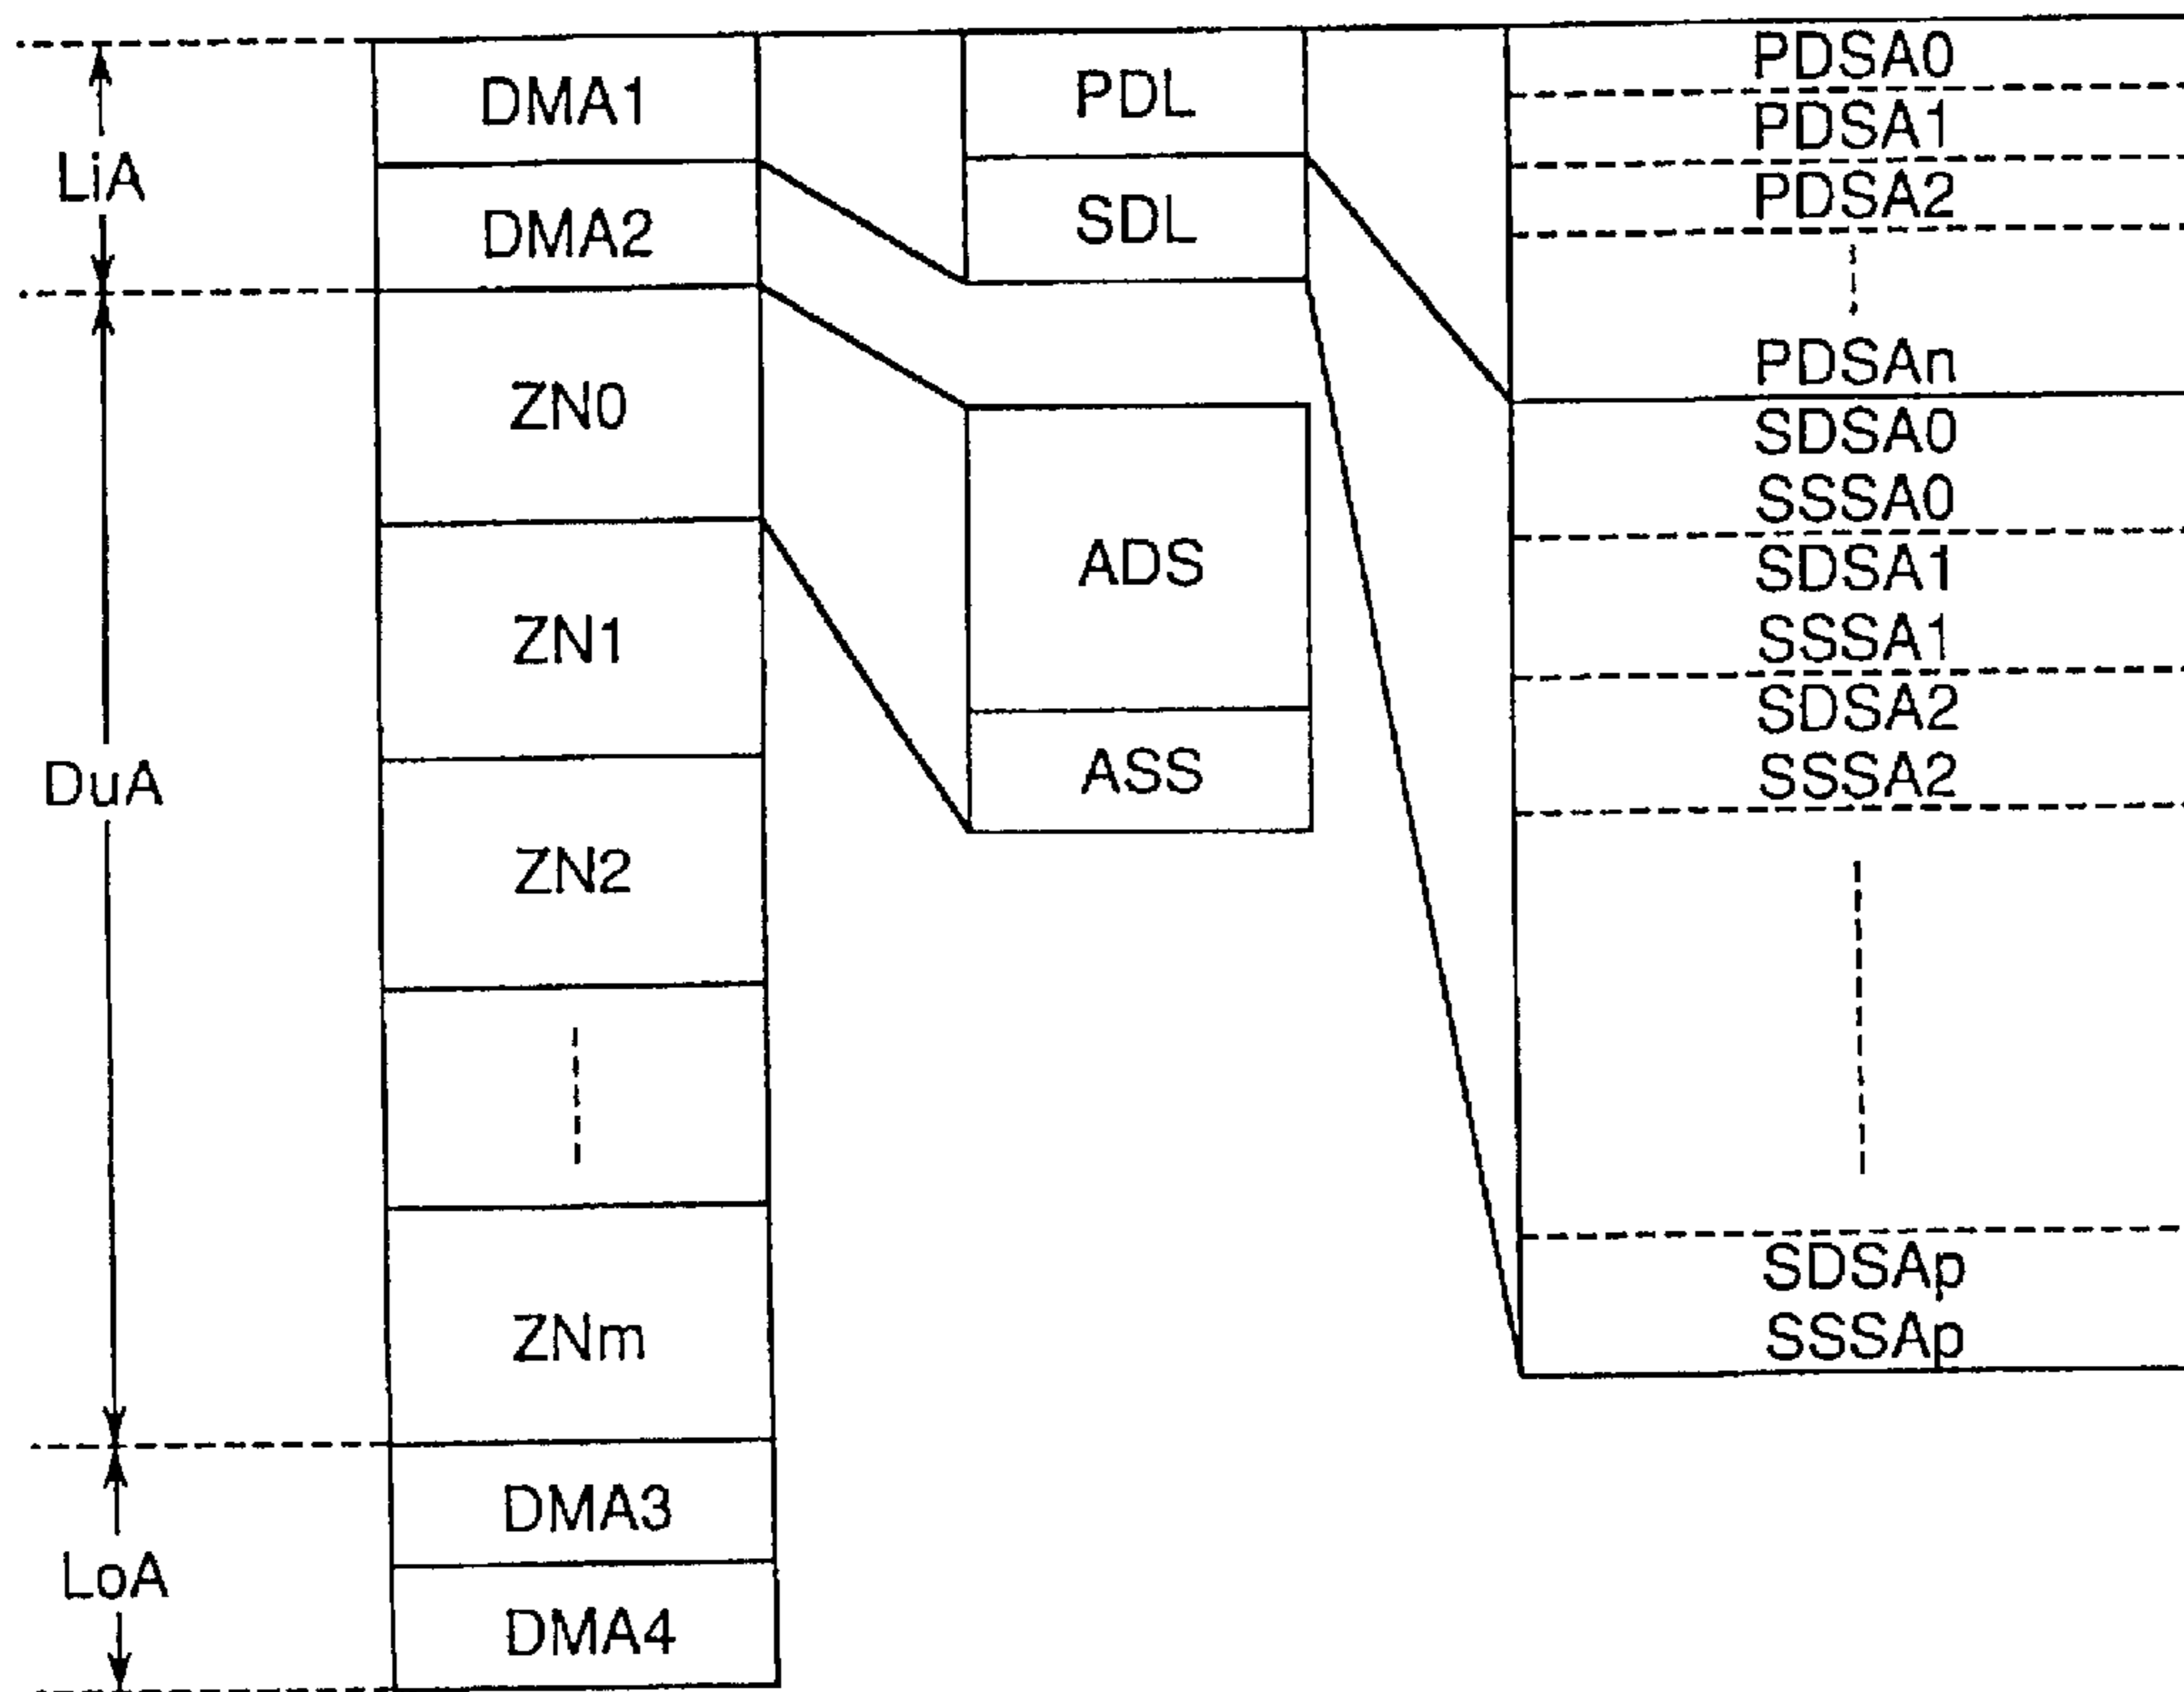 LiA
DuA
LoA
DMA1
DMA2
ZN0
ZN1
ZN2
ZNm
DMA3
DMA4
PDL
SDL
ADS
ASS
PDSA0
PDSA1
PDSA2
PDSAn
SDSA0
SSSA0
SDSA1
SSSA1
SDSA2
SSSA2
SDSAp
SSSAp